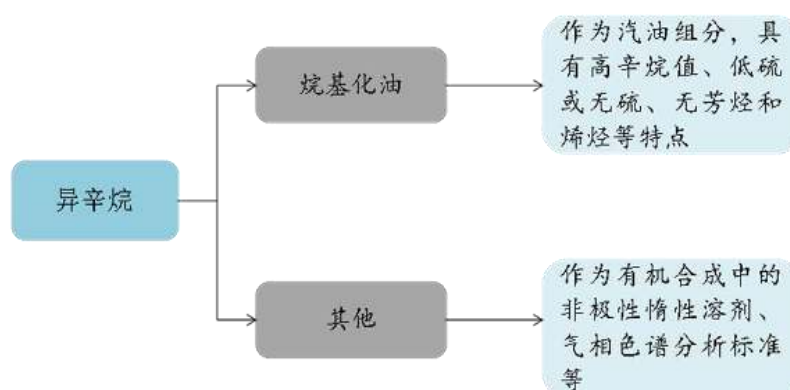 异辛烷
烷基化油
作为汽油组分，具
有高辛烷值、低硫
或无硫、无芳烃和
烯烃等特点
其他
作为有机合成中的
非极性惰性溶剂、
气相色谱分析标准
等